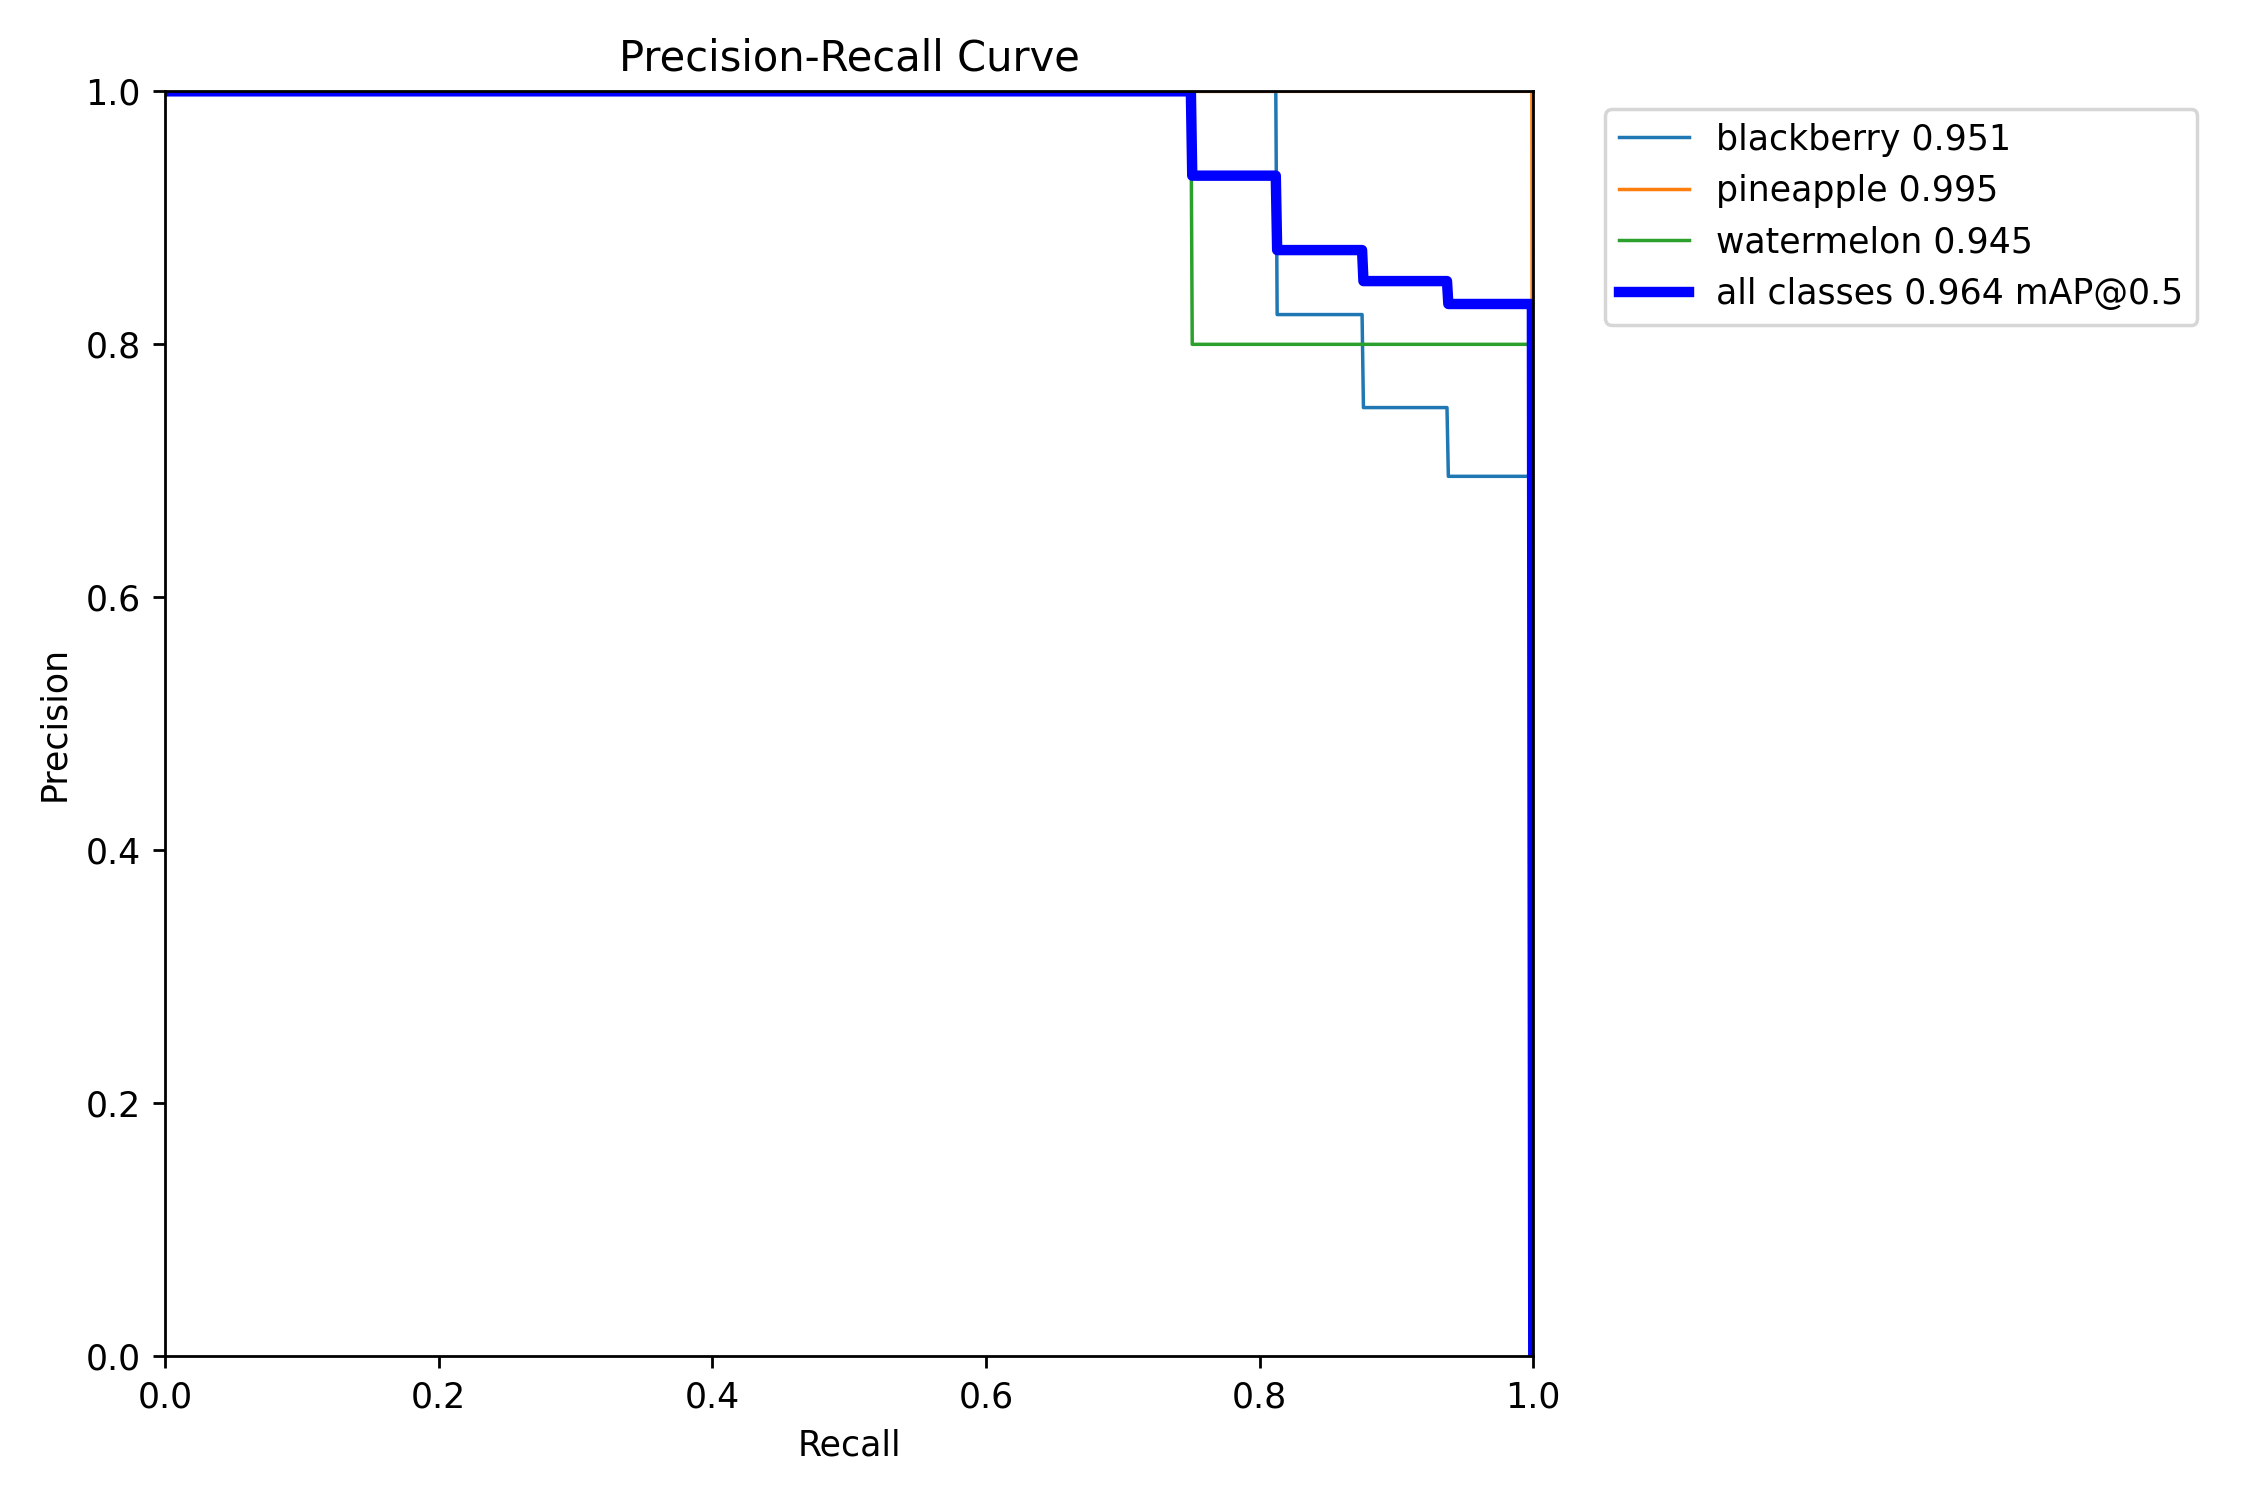 Precision-Recall Curve
1.0
0.8
0.6
0.4
0.2
0.0
Precision
0.0 0.2 0.4 0.6 0.8 1.0
Recall
blackberry 0.951
pineapple 0.995
watermelon 0.945
all classes 0.964 mAP@0.5